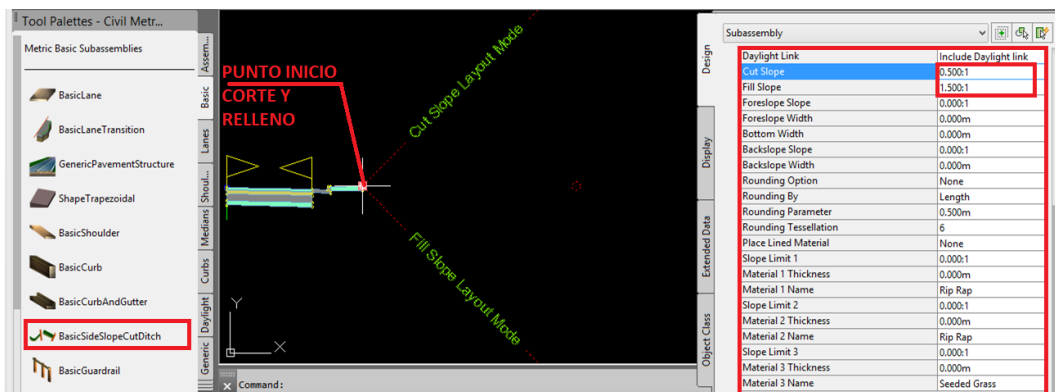 Tool Palettes - Civil Metr...
Metric Basic Subassemblies
BasicLane
BasicLaneTransition
GenericPavementStructure
ShapeTrapezoidal
BasicShoulder
BasicCurb
BasicCurbAndGutter
BasicSideSlopeCutDitch
BasicGuardrail
Assem...
Basic
Lanes
Shoul...
Medians
Curbs
Daylight
Generic
PUNTO INICIO
CORTE Y
RELLENO
Cut Slope Layout Mode
Fill Slope Layout Mode
Y
X
Command:
Design
Display
Extended Data
Object Class
Subassembly
Daylight Link Include Daylight link
Cut Slope 0.500:1
Fill Slope 1.500:1
Foreslope Slope 0.000:1
Foreslope Width 0.000m
Bottom Width 0.000m
Backslope Slope 0.000:1
Backslope Width 0.000m
Rounding Option None
Rounding By Length
Rounding Parameter 0.500m
Rounding Tessellation 6
Place Lined Material None
Slope Limit 1 0.000:1
Material 1 Thickness 0.000m
Material 1 Name Rip Rap
Slope Limit 2 0.000:1
Material 2 Thickness 0.000m
Material 2 Name Rip Rap
Slope Limit 3 0.000:1
Material 3 Thickness 0.000m
Material 3 Name Seeded Grass